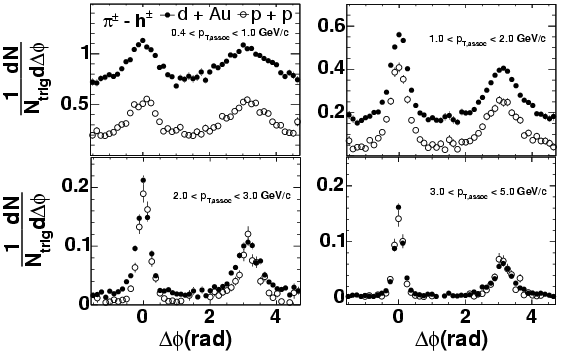 π± - h± ● d + Au ○ p + p
0.4 < pT,assoc < 1.0 GeV/c
1.0 < pT,assoc < 2.0 GeV/c
1 dN
Ntrig dΔϕ
1
0.5
0.6
0.4
0.2
2.0 < pT,assoc < 3.0 GeV/c
3.0 < pT,assoc < 5.0 GeV/c
1 dN
Ntrig dΔϕ
0.2
0.1
0
0.2
0.1
0
0 2 4
0 2 4
Δϕ(rad)
Δϕ(rad)